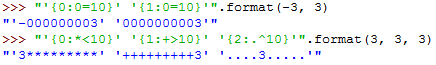 >>> "'{0:0=10}' '{1:0=10}'".format(-3, 3)
"'-000000003' '0000000003'"
>>> "'{0:*<10}' '{1:+>10}' '{2:.^10}'".format(3, 3, 3)
"'3*********' '+++++++++3' '....3.....'"